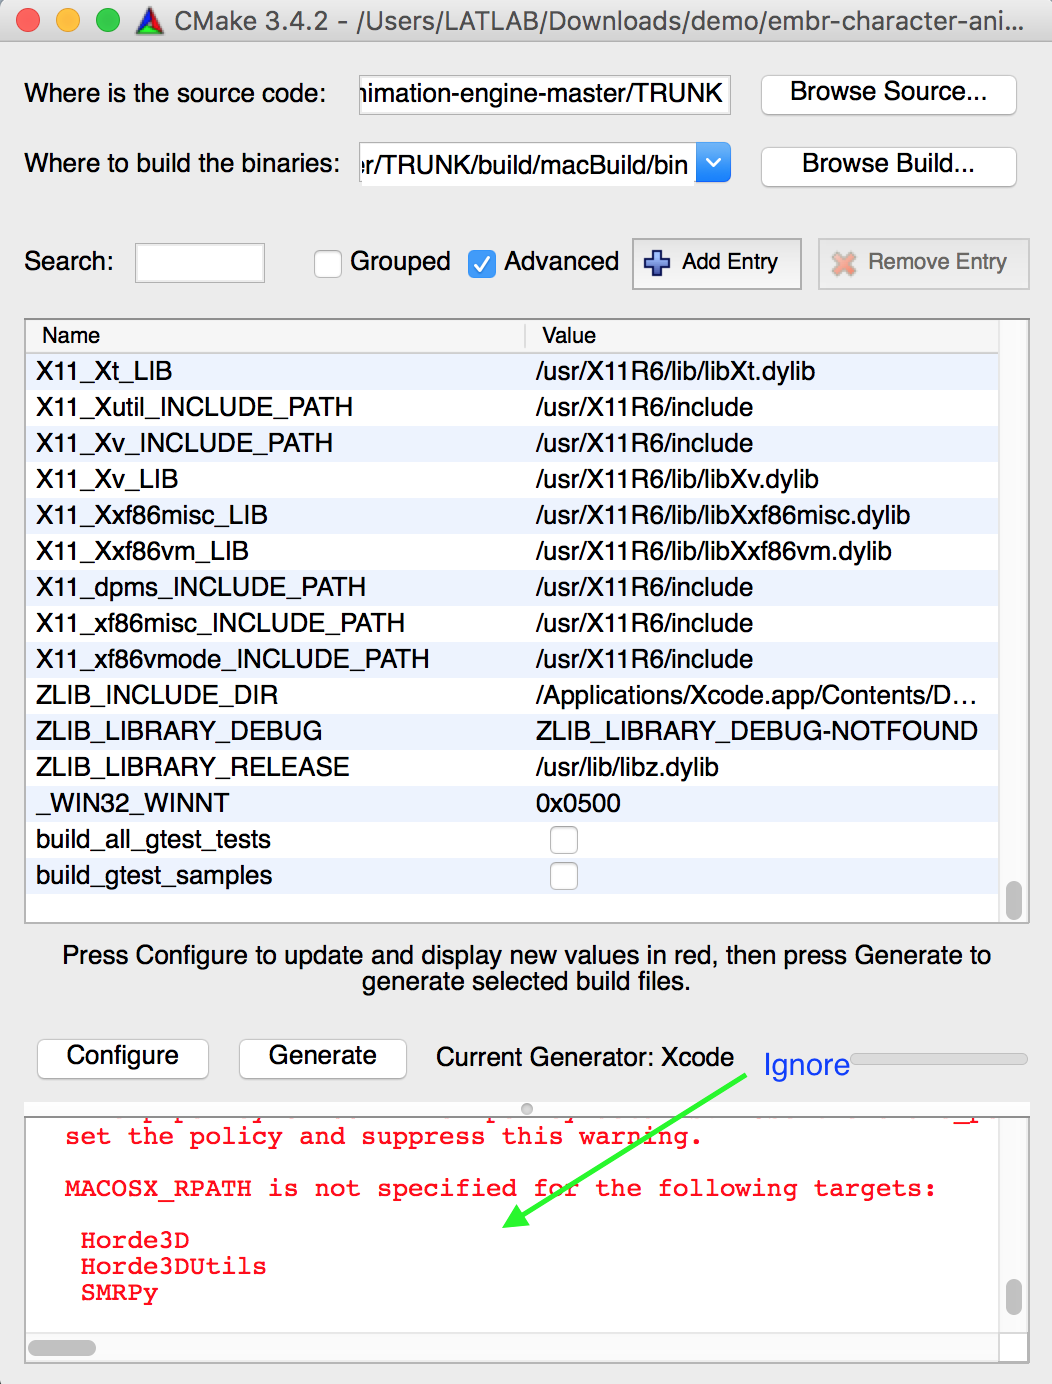 CMake 3.4.2 - /Users/LATLAB/Downloads/demo/embr-character-ani...
Where is the source code: nimation-engine-master/TRUNK Browse Source...
Where to build the binaries: er/TRUNK/build/macBuild/bin Browse Build...
Search: Grouped Advanced Add Entry Remove Entry
Name Value
X11_Xt_LIB /usr/X11R6/lib/libXt.dylib
X11_Xutil_INCLUDE_PATH /usr/X11R6/include
X11_Xv_INCLUDE_PATH /usr/X11R6/include
X11_Xv_LIB /usr/X11R6/lib/libXv.dylib
X11_Xxf86misc_LIB /usr/X11R6/lib/libXxf86misc.dylib
X11_Xxf86vm_LIB /usr/X11R6/lib/libXxf86vm.dylib
X11_dpms_INCLUDE_PATH /usr/X11R6/include
X11_xf86misc_INCLUDE_PATH /usr/X11R6/include
X11_xf86vmode_INCLUDE_PATH /usr/X11R6/include
ZLIB_INCLUDE_DIR /Applications/Xcode.app/Contents/D...
ZLIB_LIBRARY_DEBUG ZLIB_LIBRARY_DEBUG-NOTFOUND
ZLIB_LIBRARY_RELEASE /usr/lib/libz.dylib
_WIN32_WINNT 0x0500
build_all_gtest_tests
build_gtest_samples
Press Configure to update and display new values in red, then press Generate to
generate selected build files.
Configure Generate Current Generator: Xcode Ignore
set the policy and suppress this warning.
MACOSX_RPATH is not specified for the following targets:
Horde3D
Horde3DUtils
SMRPy